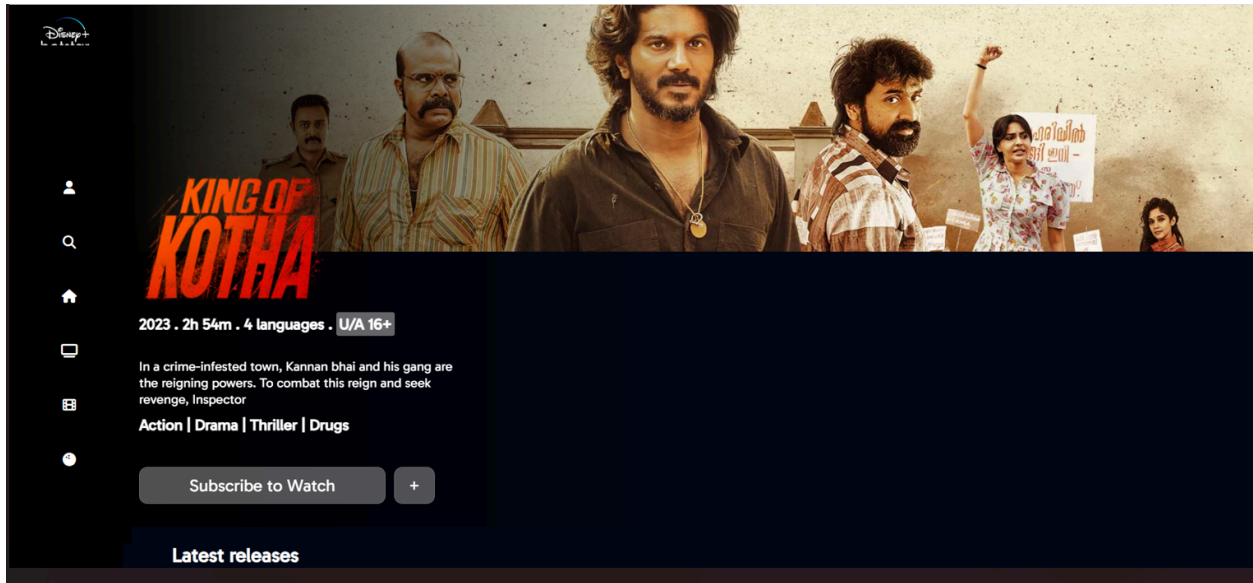 Disney+
KING OF
KOTHA
2023 . 2h 54m . 4 languages . U/A 16+
In a crime-infested town, Kannan bhai and his gang are
the reigning powers. To combat this reign and seek
revenge, Inspector
Action | Drama | Thriller | Drugs
Subscribe to Watch +
Latest releases
ഇനി -